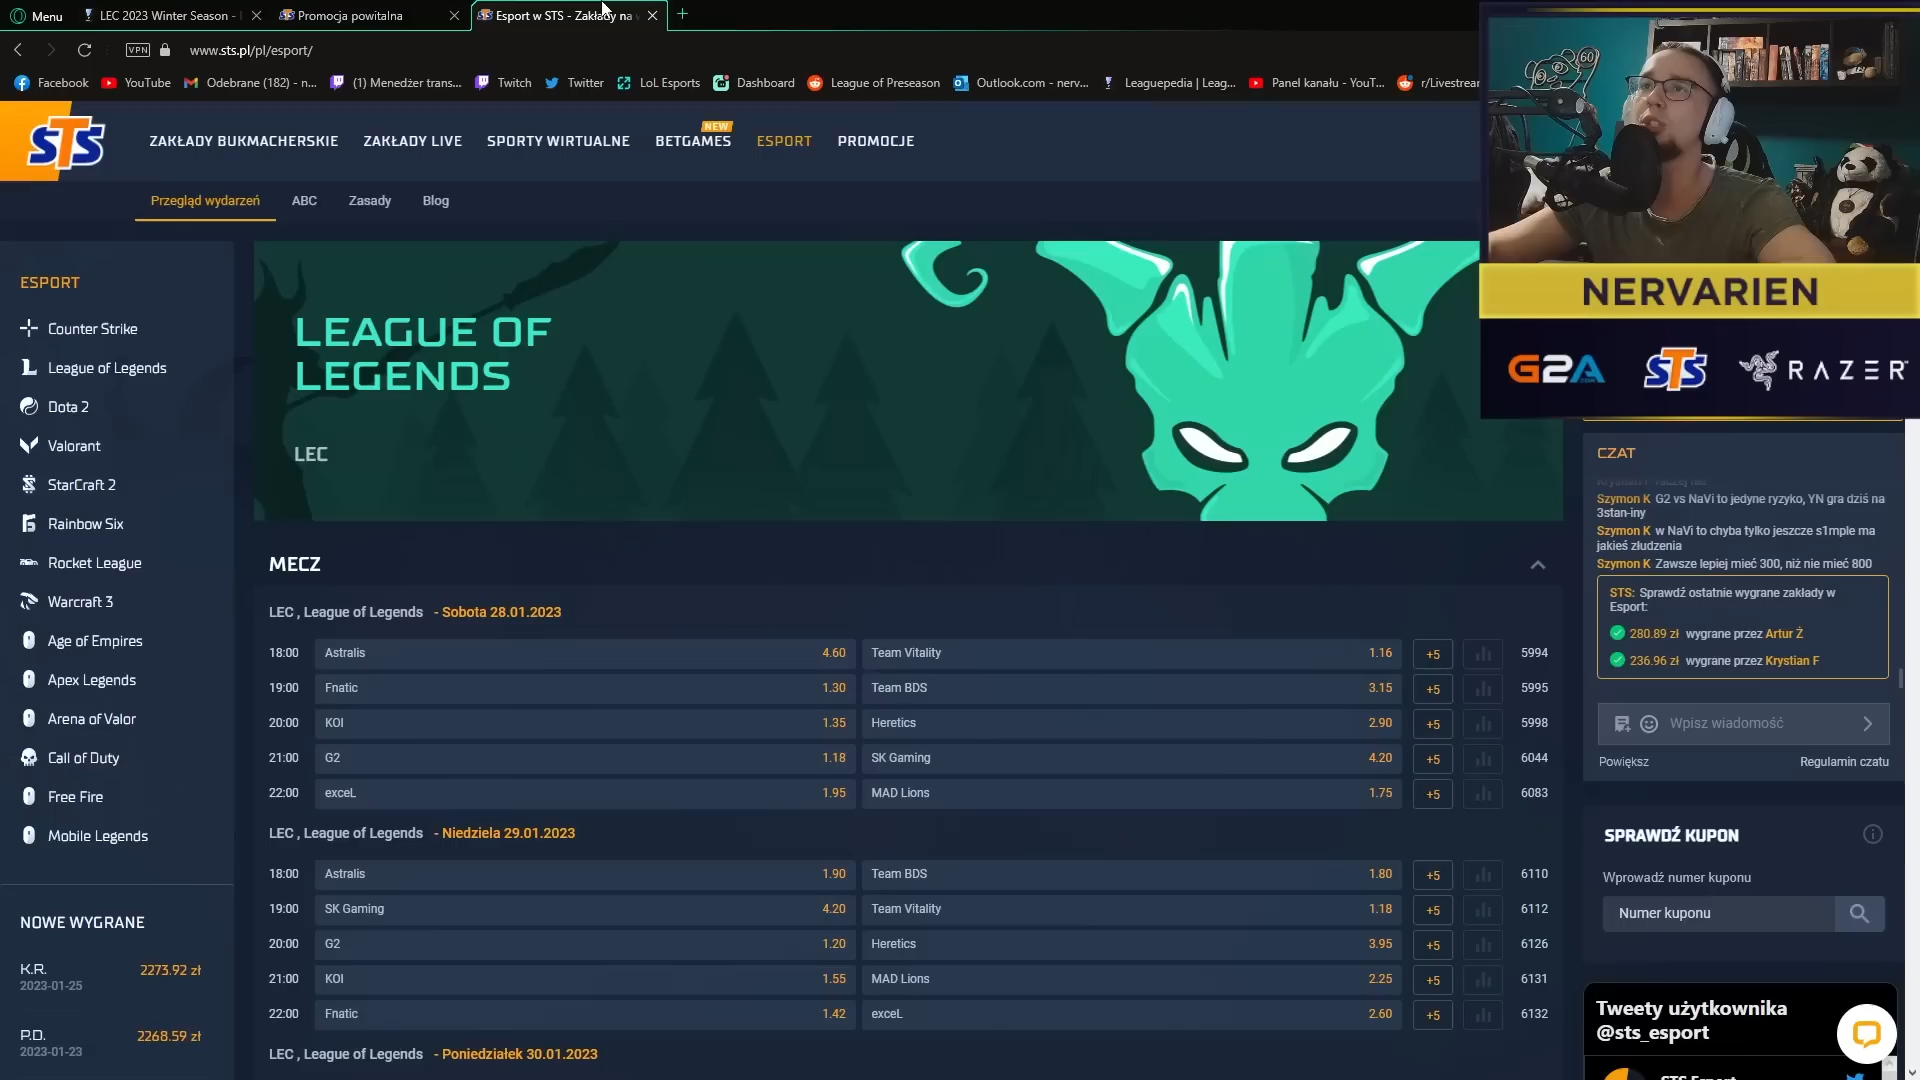 Menu
LEC 2023 Winter Season -
Promocja powitalna
Esport w STS - Zakłady na
VPN
www.sts.pl/pl/esport/
Facebook
YouTube
Odebrane (182) - n...
(1) Menedżer trans...
Twitch
Twitter
LoL Esports
Dashboard
League of Preseason
Outlook.com - nerv...
Leaguepedia | Leag...
Panel kanału - YouT...
r/Livestream
STS
ZAKŁADY BUKMACHERSKIE
ZAKŁADY LIVE
SPORTY WIRTUALNE
BETGAMES
NEW
ESPORT
PROMOCJE
Przegląd wydarzeń
ABC
Zasady
Blog
ESPORT
Counter Strike
League of Legends
Dota 2
Valorant
StarCraft 2
Rainbow Six
Rocket League
Warcraft 3
Age of Empires
Apex Legends
Arena of Valor
Call of Duty
Free Fire
Mobile Legends
NOWE WYGRANE
K.R. 2273.92 zł
2023-01-25
P.D. 2268.59 zł
2023-01-23
LEAGUE OF
LEGENDS
LEC
MECZ
LEC , League of Legends - Sobota 28.01.2023
18:00 Astralis 4.60 Team Vitality 1.16 +5 5994
19:00 Fnatic 1.30 Team BDS 3.15 +5 5995
20:00 KOI 1.35 Heretics 2.90 +5 5998
21:00 G2 1.18 SK Gaming 4.20 +5 6044
22:00 exceL 1.95 MAD Lions 1.75 +5 6083
LEC , League of Legends - Niedziela 29.01.2023
18:00 Astralis 1.90 Team BDS 1.80 +5 6110
19:00 SK Gaming 4.20 Team Vitality 1.18 +5 6112
20:00 G2 1.20 Heretics 3.95 +5 6126
21:00 KOI 1.55 MAD Lions 2.25 +5 6131
22:00 Fnatic 1.42 exceL 2.60 +5 6132
LEC , League of Legends - Poniedziałek 30.01.2023
60
NERVARIEN
G2A
STS
RAZER
CZAT
Szymon K G2 vs NaVi to jedyne ryzyko, YN gra dziś na
3stan-iny
Szymon K w NaVi to chyba tylko jeszcze s1mple ma
jakieś złudzenia
Szymon K Zawsze lepiej mieć 300, niż nie mieć 800
STS: Sprawdź ostatnie wygrane zakłady w
Esport:
280.89 zł wygrane przez Artur Ż
236.96 zł wygrane przez Krystian F
Wpisz wiadomość
Powiększ
Regulamin czatu
SPRAWDŹ KUPON
Wprowadź numer kuponu
Numer kuponu
Tweety użytkownika
@sts_esport
STS Esport